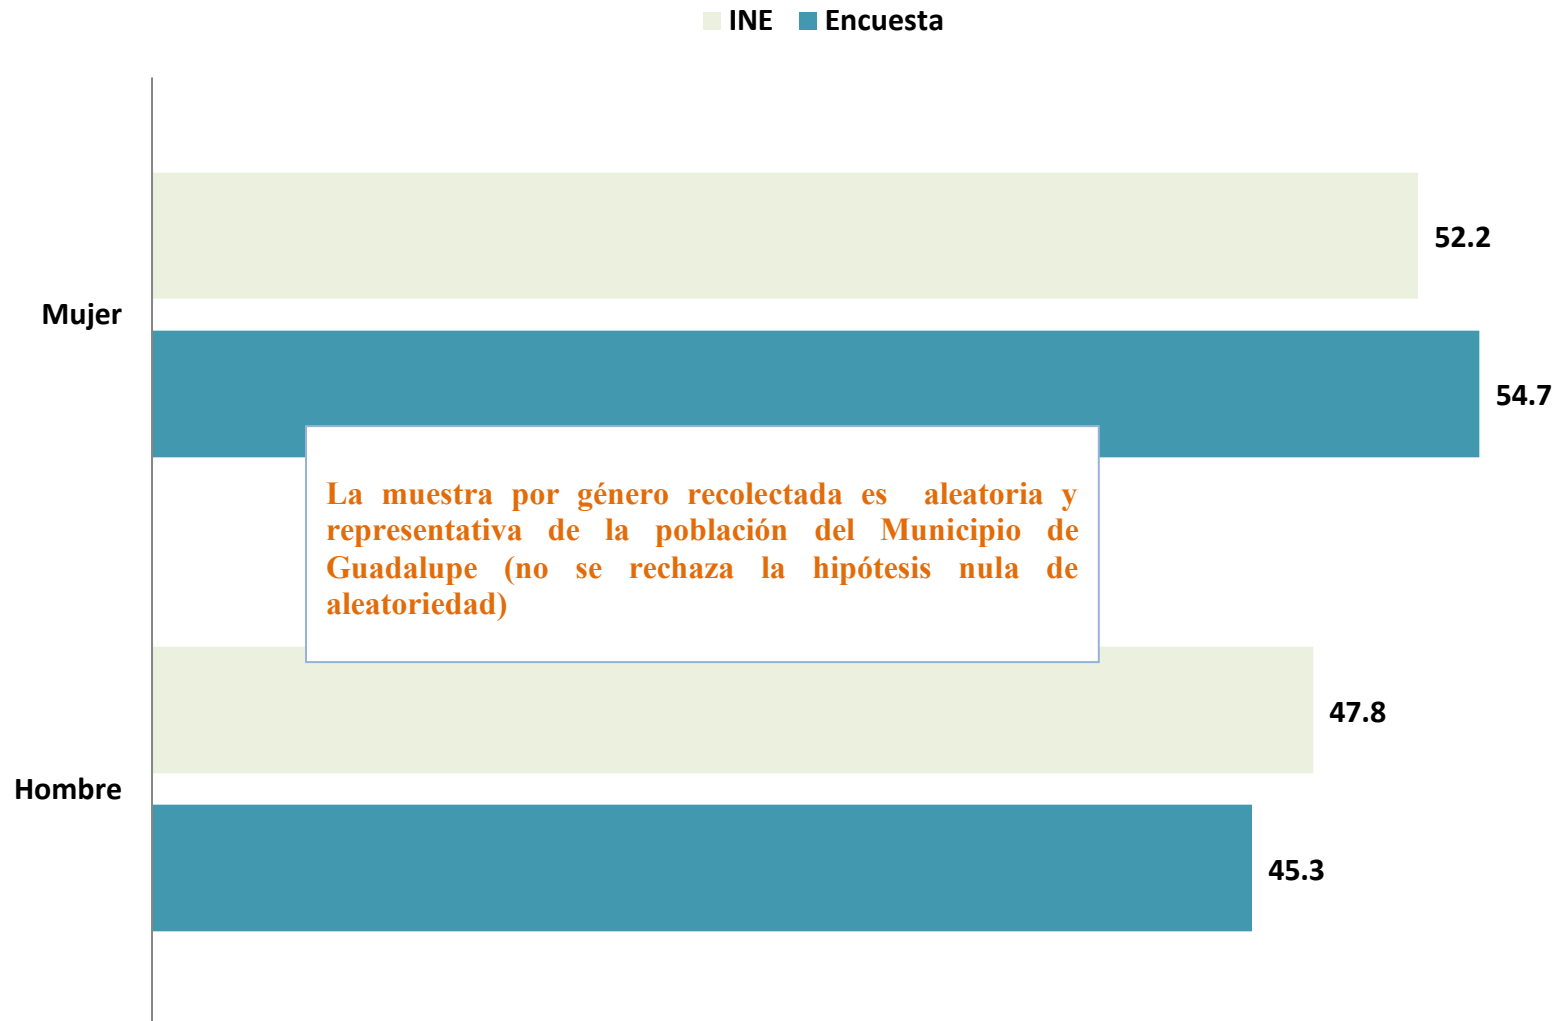 INE Encuesta
52.2
Mujer
54.7
La muestra por género recolectada es aleatoria y
representativa de la población del Municipio de
Guadalupe (no se rechaza la hipótesis nula de
aleatoriedad)
47.8
Hombre
45.3